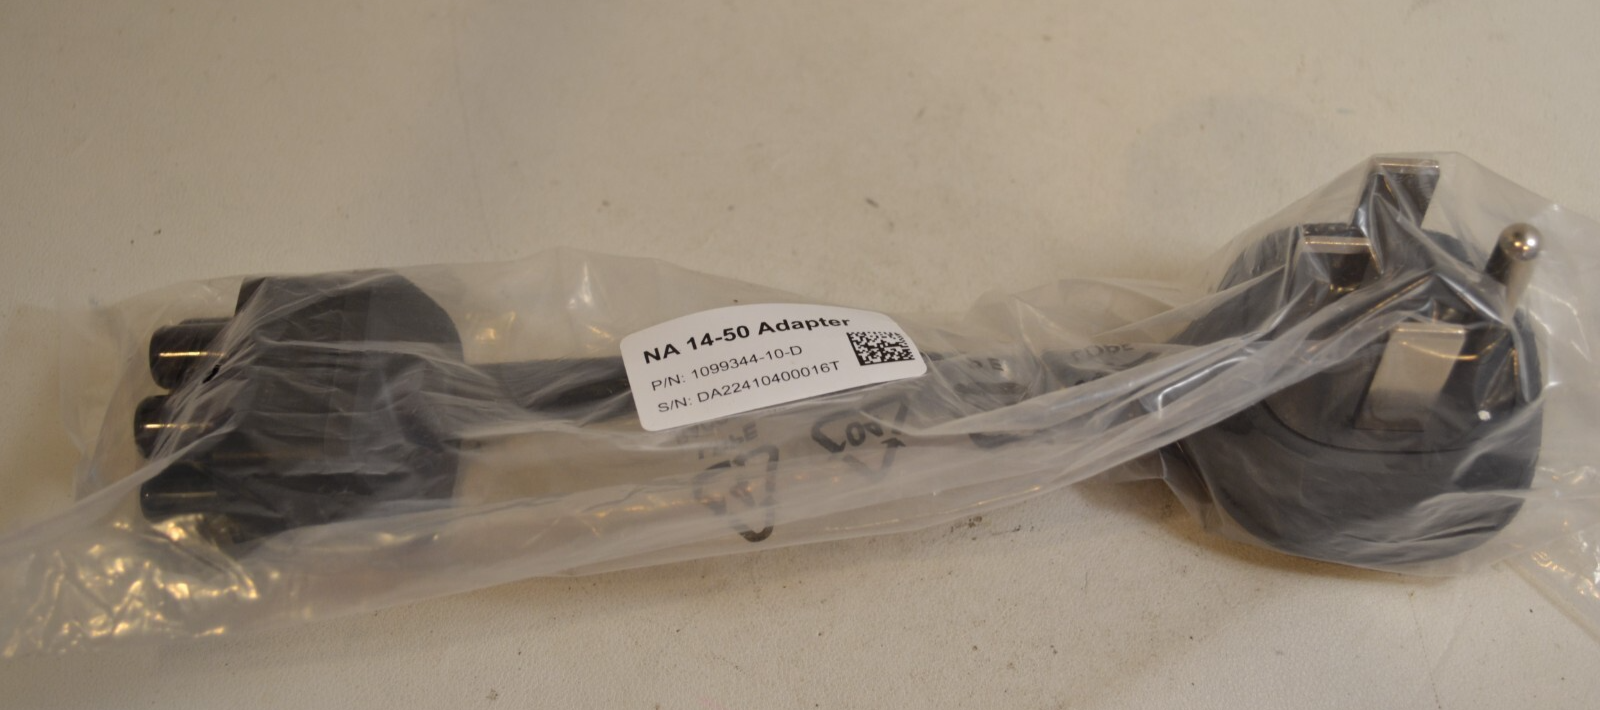 NA 14-50 Adapter
P/N: 1099344-10-D
S/N: DA22410400016T